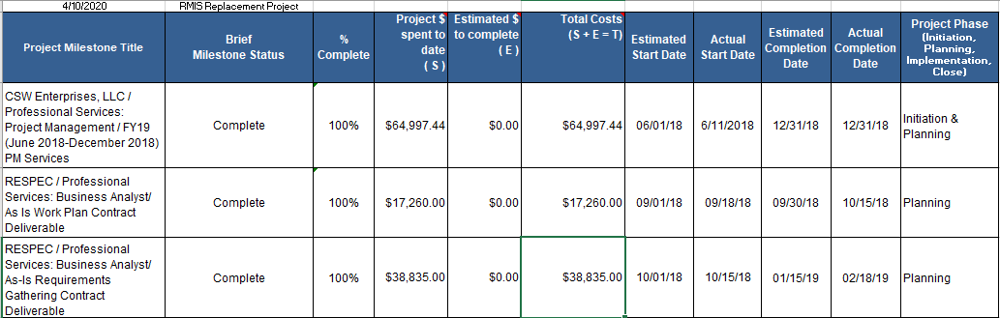 4/10/2020 RMIS Replacement Project
Project Milestone Title
Brief
Milestone Status
%
Complete
Project $
spent to
date
( S )
Estimated $
to complete
( E )
Total Costs
(S + E = T)
Estimated
Start Date
Actual
Start Date
Estimated
Completion
Date
Actual
Completion
Date
Project Phase
(Initiation,
Planning,
Implementation,
Close)
CSW Enterprises, LLC /
Professional Services:
Project Management / FY19
(June 2018-December 2018)
PM Services
Complete 100% $64,997.44 $0.00 $64,997.44 06/01/18 6/11/2018 12/31/18 12/31/18
Initiation &
Planning
RESPEC / Professional
Services: Business Analyst/
As Is Work Plan Contract
Deliverable
Complete 100% $17,260.00 $0.00 $17,260.00 09/01/18 09/18/18 09/30/18 10/15/18 Planning
RESPEC / Professional
Services: Business Analyst/
As-Is Requirements
Gathering Contract
Deliverable
Complete 100% $38,835.00 $0.00 $38,835.00 10/01/18 10/15/18 01/15/19 02/18/19 Planning